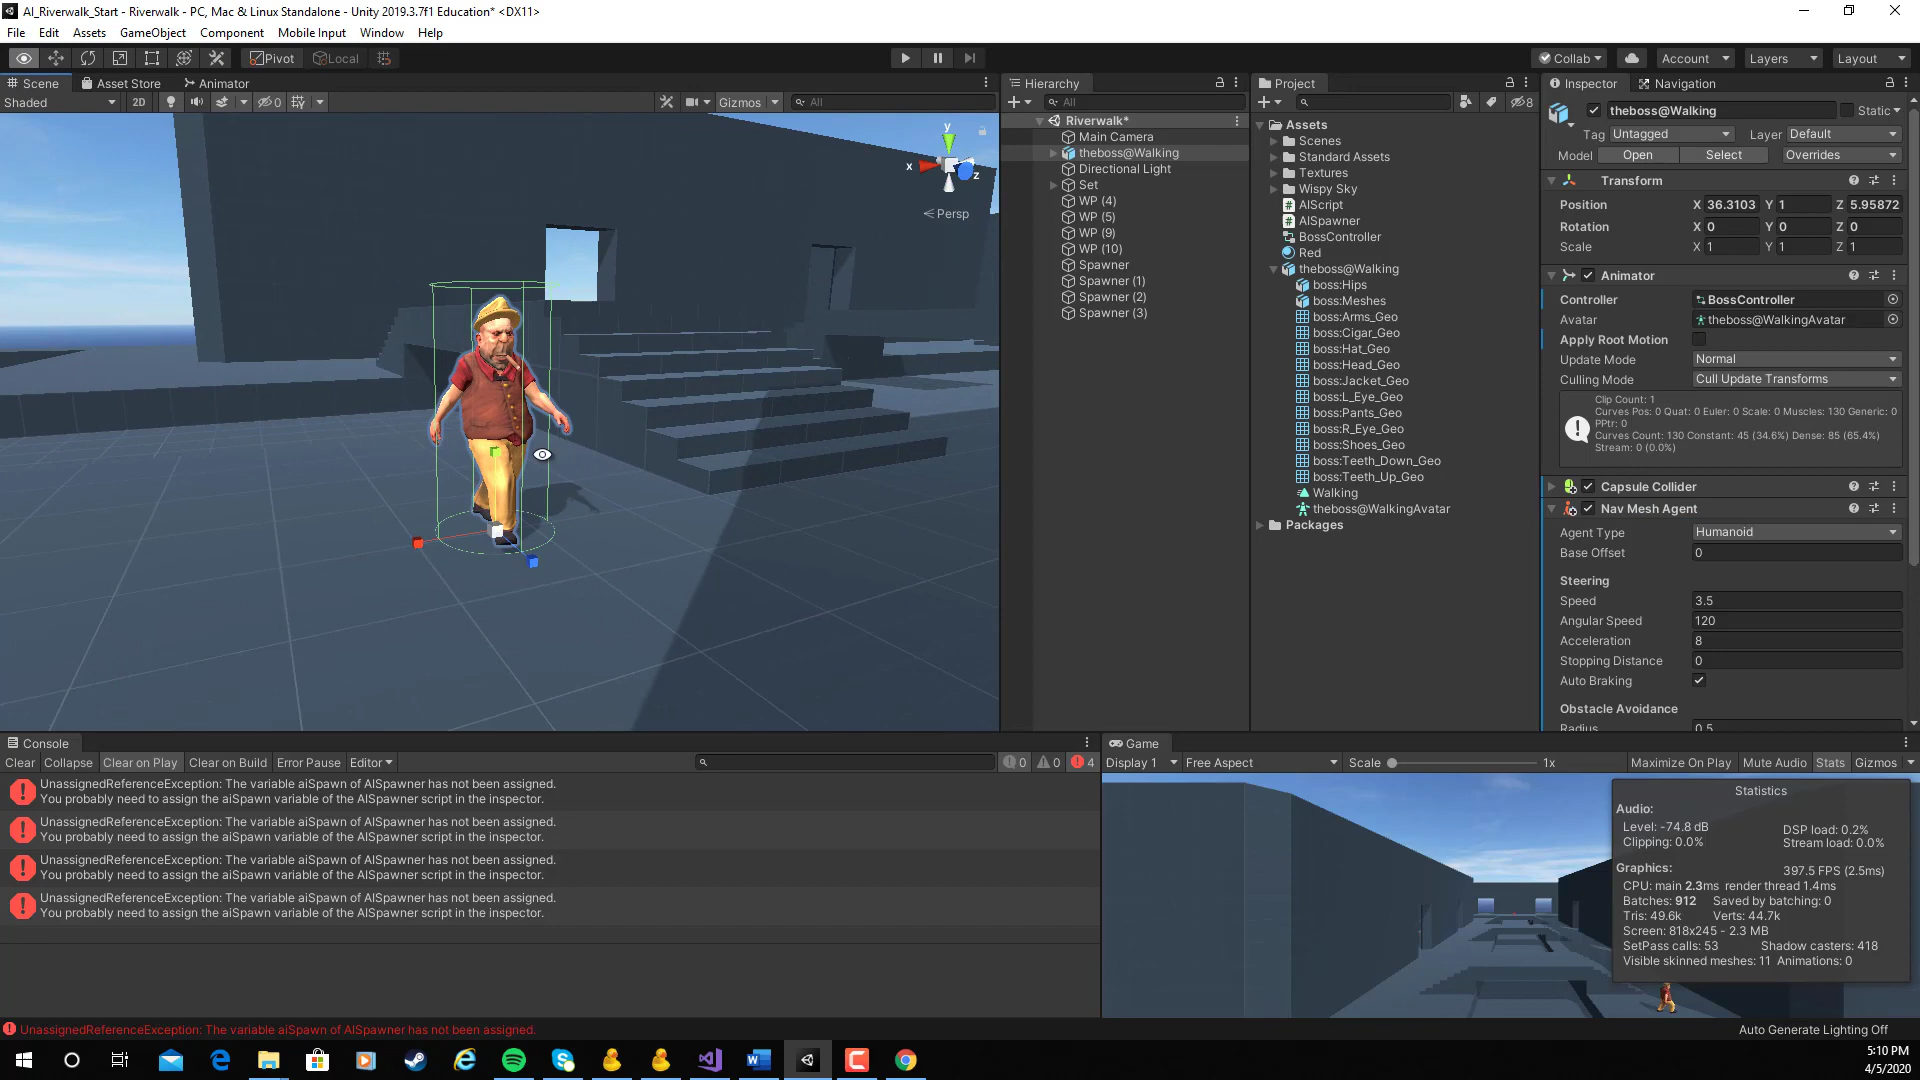 AI_Riverwalk_Start - Riverwalk - PC, Mac & Linux Standalone - Unity 2019.3.7f1 Education* <DX11>
File Edit Assets GameObject Component Mobile Input Window Help
Pivot Local Collab Account Layers Layout
Scene Asset Store Animator
Shaded 2D 0 Gizmos All
y
x
z
Persp
Hierarchy
All
Riverwalk*
Main Camera
theboss@Walking
Directional Light
Set
WP (4)
WP (5)
WP (9)
WP (10)
Spawner
Spawner (1)
Spawner (2)
Spawner (3)
Project
8
Assets
Scenes
Standard Assets
Textures
Wispy Sky
AIScript
AISpawner
BossController
Red
theboss@Walking
boss:Hips
boss:Meshes
boss:Arms_Geo
boss:Cigar_Geo
boss:Hat_Geo
boss:Head_Geo
boss:Jacket_Geo
boss:L_Eye_Geo
boss:Pants_Geo
boss:R_Eye_Geo
boss:Shoes_Geo
boss:Teeth_Down_Geo
boss:Teeth_Up_Geo
Walking
theboss@WalkingAvatar
Packages
Inspector Navigation
theboss@Walking Static
Tag Untagged Layer Default
Model Open Select Overrides
Transform
Position X 36.3103 Y 1 Z 5.95872
Rotation X 0 Y 0 Z 0
Scale X 1 Y 1 Z 1
Animator
Controller BossController
Avatar theboss@WalkingAvatar
Apply Root Motion
Update Mode Normal
Culling Mode Cull Update Transforms
Clip Count: 1
Curves Pos: 0 Quat: 0 Euler: 0 Scale: 0 Muscles: 130 Generic: 0
PPtr: 0
Curves Count: 130 Constant: 45 (34.6%) Dense: 85 (65.4%)
Stream: 0 (0.0%)
Capsule Collider
Nav Mesh Agent
Agent Type Humanoid
Base Offset 0
Steering
Speed 3.5
Angular Speed 120
Acceleration 8
Stopping Distance 0
Auto Braking
Obstacle Avoidance
Radius 0.5
Console
Clear Collapse Clear on Play Clear on Build Error Pause Editor 0 0 4
UnassignedReferenceException: The variable aiSpawn of AISpawner has not been assigned.
You probably need to assign the aiSpawn variable of the AISpawner script in the inspector.
UnassignedReferenceException: The variable aiSpawn of AISpawner has not been assigned.
You probably need to assign the aiSpawn variable of the AISpawner script in the inspector.
UnassignedReferenceException: The variable aiSpawn of AISpawner has not been assigned.
You probably need to assign the aiSpawn variable of the AISpawner script in the inspector.
UnassignedReferenceException: The variable aiSpawn of AISpawner has not been assigned.
You probably need to assign the aiSpawn variable of the AISpawner script in the inspector.
Game
Display 1 Free Aspect Scale 1x Maximize On Play Mute Audio Stats Gizmos
Statistics
Audio:
Level: -74.8 dB DSP load: 0.2%
Clipping: 0.0% Stream load: 0.0%
Graphics: 397.5 FPS (2.5ms)
CPU: main 2.3ms render thread 1.4ms
Batches: 912 Saved by batching: 0
Tris: 49.6k Verts: 44.7k
Screen: 818x245 - 2.3 MB
SetPass calls: 53 Shadow casters: 418
Visible skinned meshes: 11 Animations: 0
UnassignedReferenceException: The variable aiSpawn of AISpawner has not been assigned.
Auto Generate Lighting Off
5:10 PM
4/5/2020